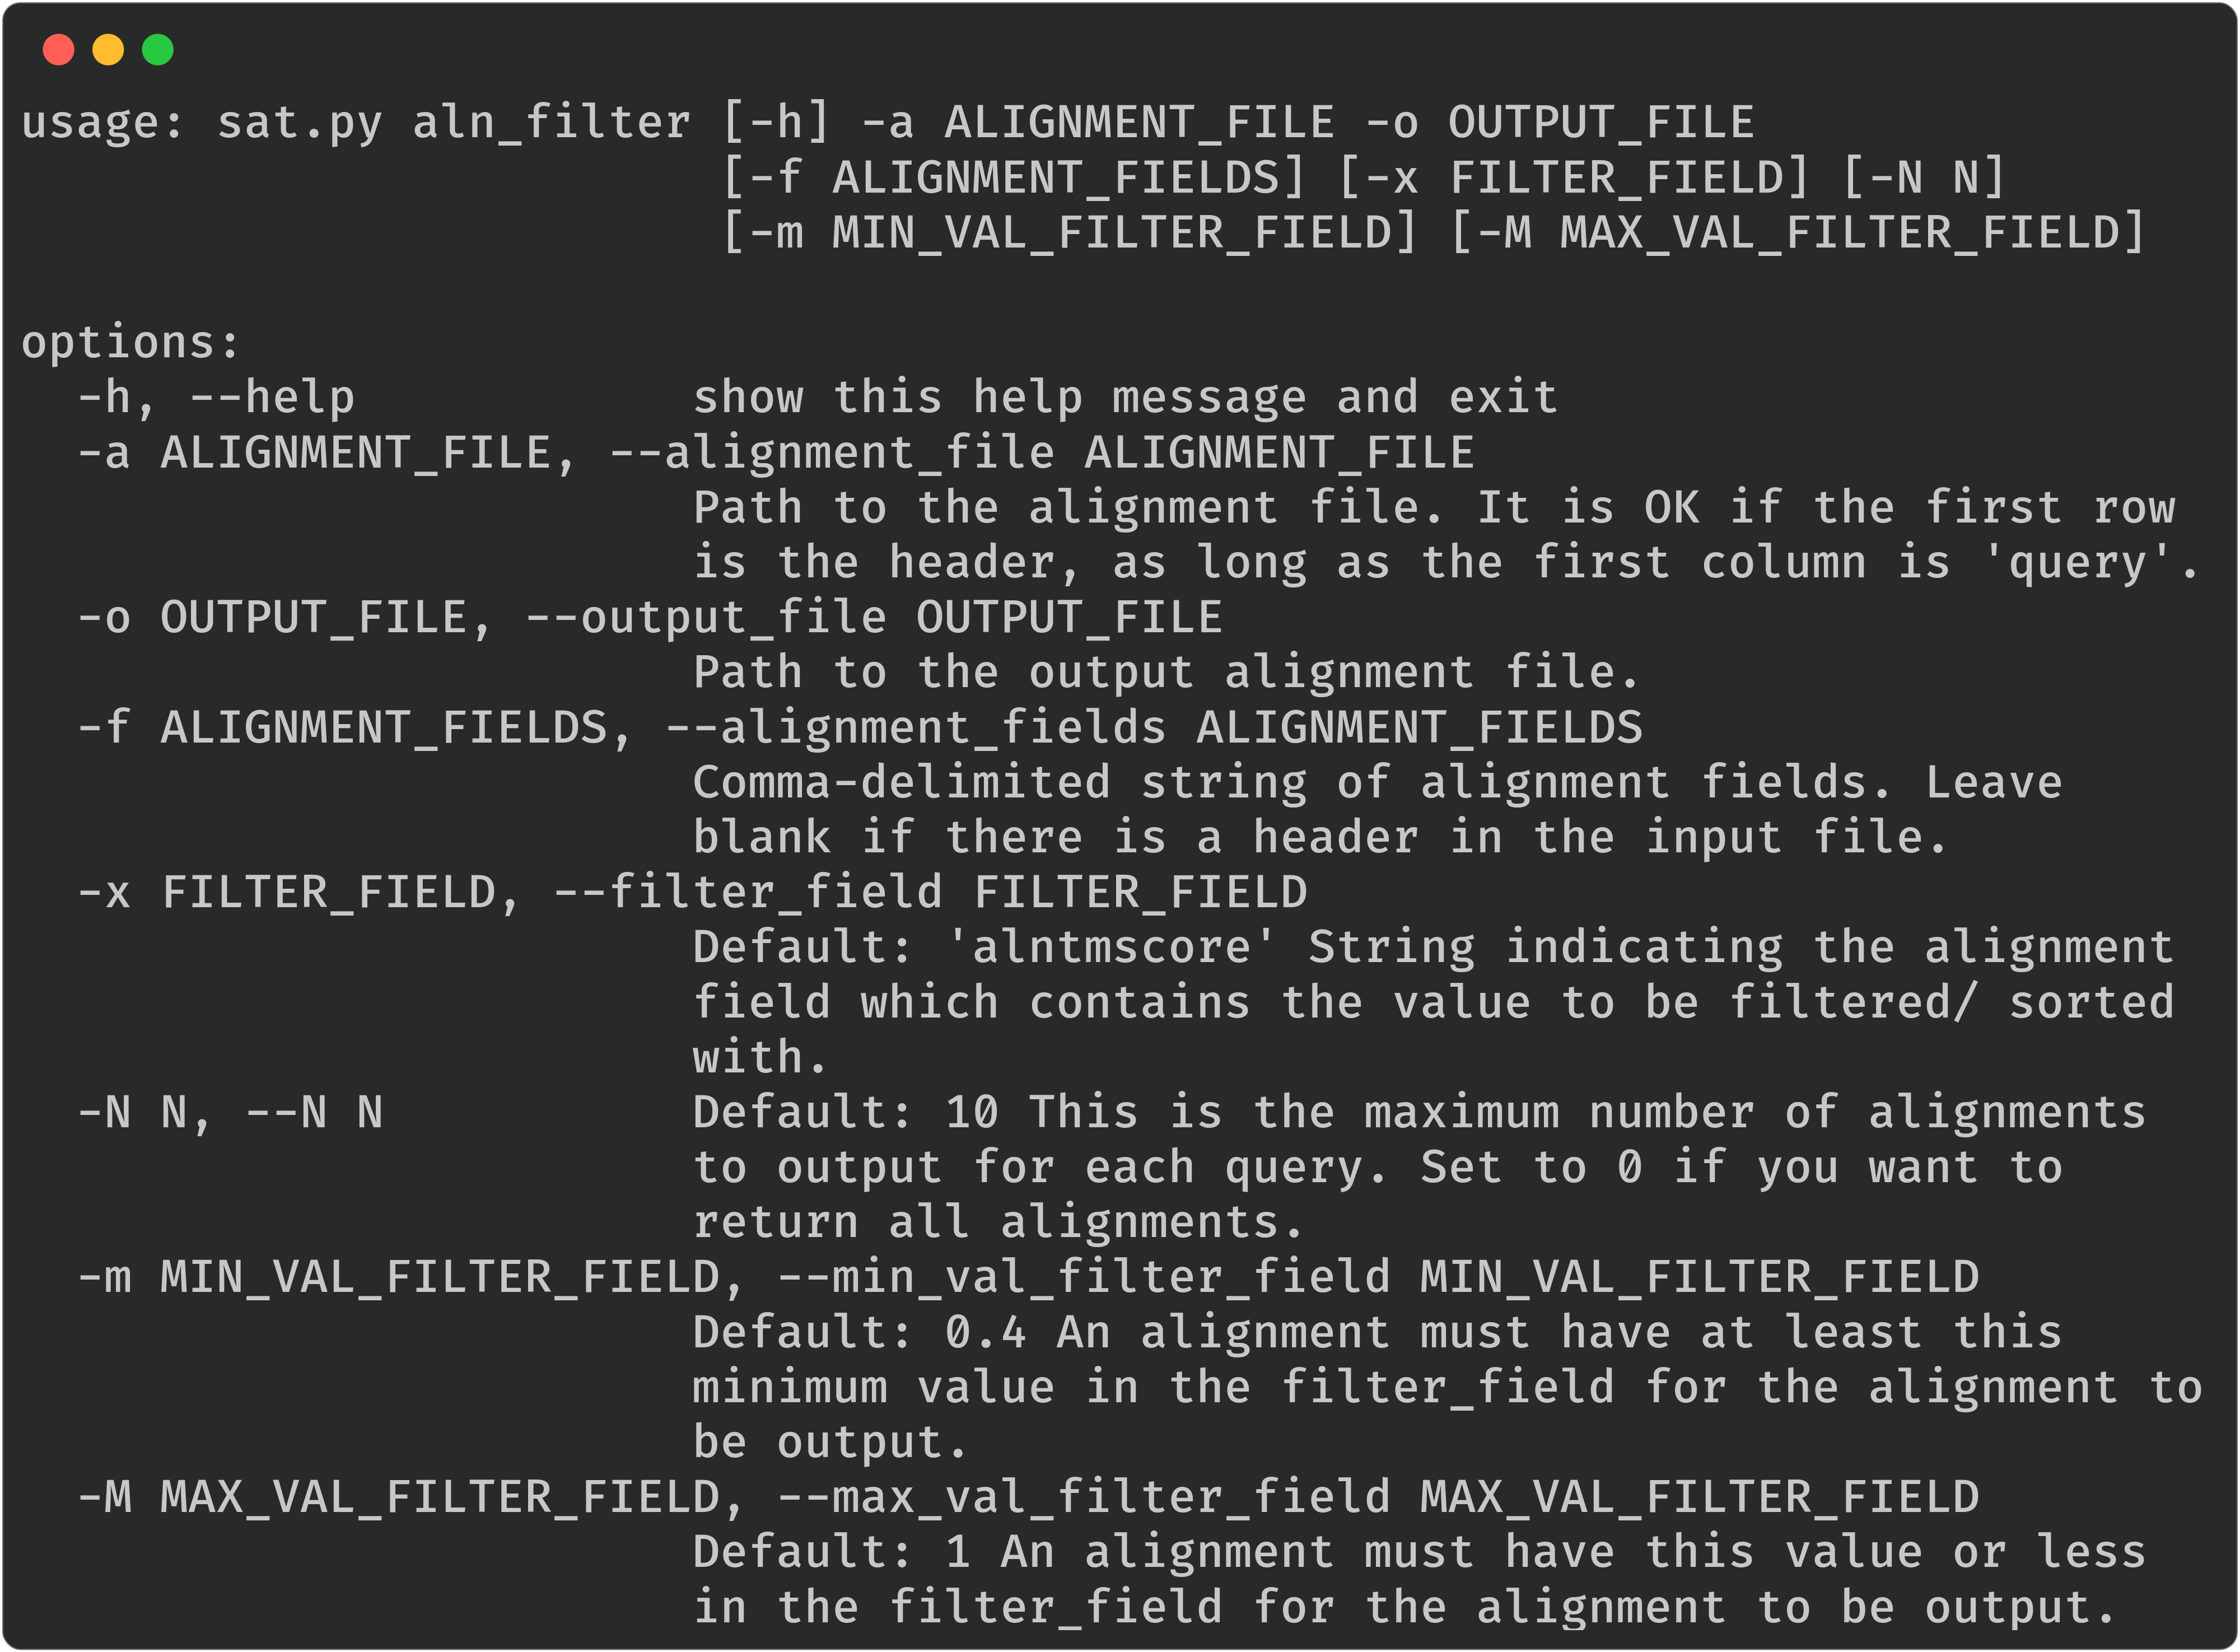 usage: sat.py aln_filter [-h] -a ALIGNMENT_FILE -o OUTPUT_FILE
                         [-f ALIGNMENT_FIELDS] [-x FILTER_FIELD] [-N N]
                         [-m MIN_VAL_FILTER_FIELD] [-M MAX_VAL_FILTER_FIELD]

options:
  -h, --help            show this help message and exit
  -a ALIGNMENT_FILE, --alignment_file ALIGNMENT_FILE
                        Path to the alignment file. It is OK if the first row
                        is the header, as long as the first column is 'query'.
  -o OUTPUT_FILE, --output_file OUTPUT_FILE
                        Path to the output alignment file.
  -f ALIGNMENT_FIELDS, --alignment_fields ALIGNMENT_FIELDS
                        Comma-delimited string of alignment fields. Leave
                        blank if there is a header in the input file.
  -x FILTER_FIELD, --filter_field FILTER_FIELD
                        Default: 'alntmscore' String indicating the alignment
                        field which contains the value to be filtered/ sorted
                        with.
  -N N, --N N           Default: 10 This is the maximum number of alignments
                        to output for each query. Set to 0 if you want to
                        return all alignments.
  -m MIN_VAL_FILTER_FIELD, --min_val_filter_field MIN_VAL_FILTER_FIELD
                        Default: 0.4 An alignment must have at least this
                        minimum value in the filter_field for the alignment to
                        be output.
  -M MAX_VAL_FILTER_FIELD, --max_val_filter_field MAX_VAL_FILTER_FIELD
                        Default: 1 An alignment must have this value or less
                        in the filter_field for the alignment to be output.